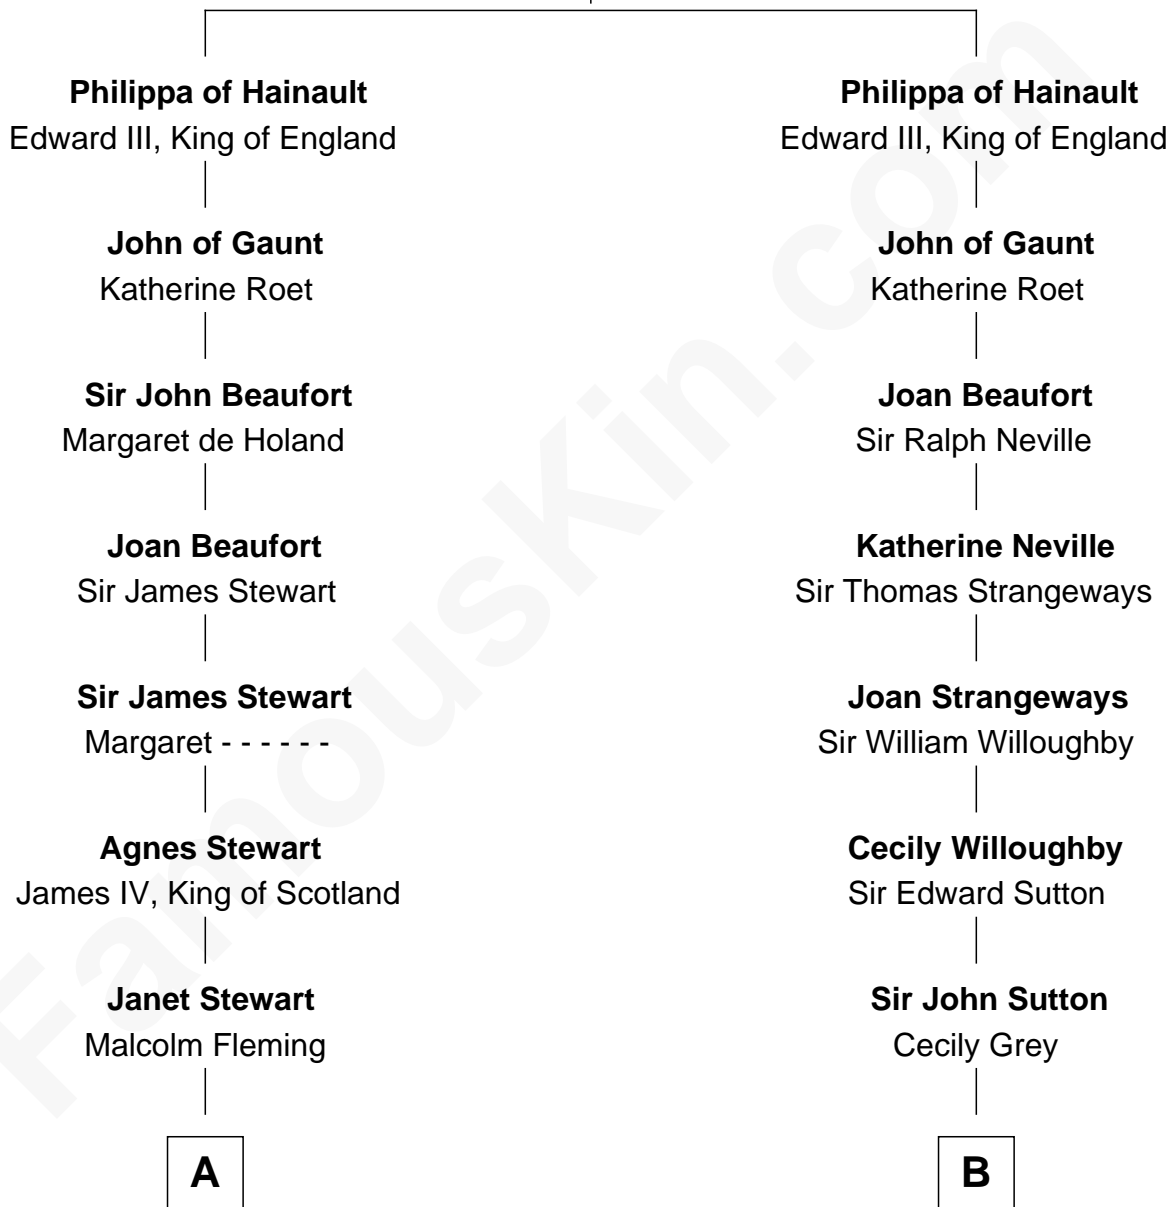 Philippa of Hainault
Edward III, King of England
John of Gaunt
Katherine Roet
Sir John Beaufort
Margaret de Holand
Joan Beaufort
Sir James Stewart
Sir James Stewart
Margaret - - - - - -
Agnes Stewart
James IV, King of Scotland
Janet Stewart
Malcolm Fleming
A
Philippa of Hainault
Edward III, King of England
John of Gaunt
Katherine Roet
Joan Beaufort
Sir Ralph Neville
Katherine Neville
Sir Thomas Strangeways
Joan Strangeways
Sir William Willoughby
Cecily Willoughby
Sir Edward Sutton
Sir John Sutton
Cecily Grey
B
FamousKin.com